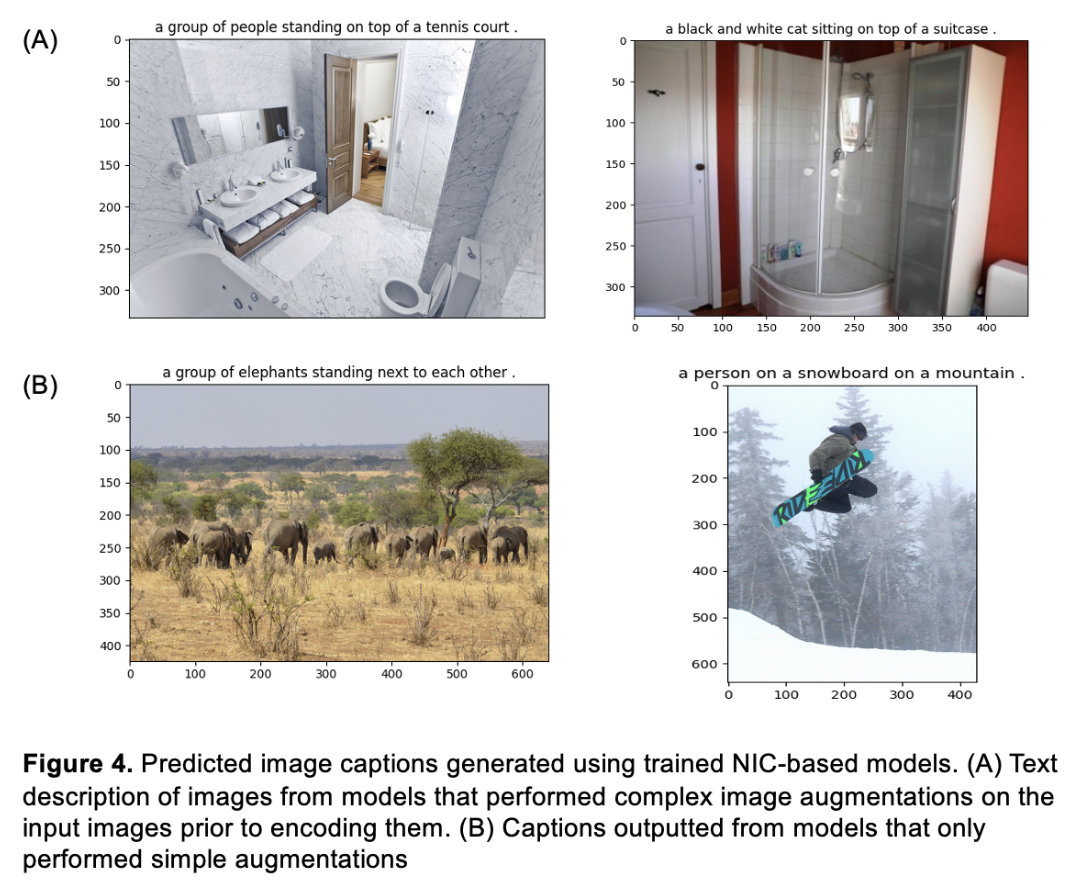 (A)
a group of people standing on top of a tennis court .
0
50
100
150
200
250
300
a black and white cat sitting on top of a suitcase .
0
50
100
150
200
250
300
0 50 100 150 200 250 300 350 400
(B)
a group of elephants standing next to each other .
0
50
100
150
200
250
300
350
400
0 100 200 300 400 500 600
a person on a snowboard on a mountain .
0
100
200
300
400
500
600
0 100 200 300 400
Figure 4. Predicted image captions generated using trained NIC-based models. (A) Text
description of images from models that performed complex image augmentations on the
input images prior to encoding them. (B) Captions outputted from models that only
performed simple augmentations